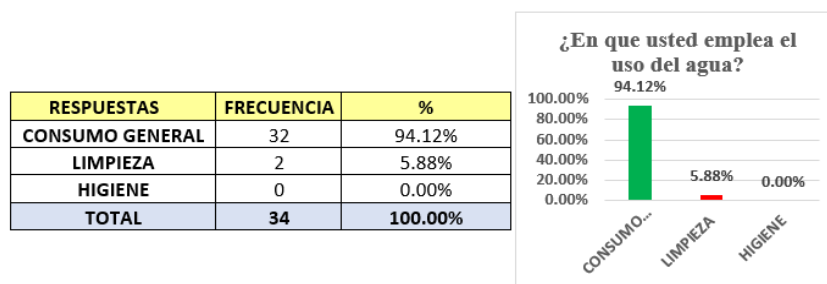 RESPUESTAS FRECUENCIA %
CONSUMO GENERAL 32 94.12%
LIMPIEZA 2 5.88%
HIGIENE 0 0.00%
TOTAL 34 100.00%
¿En que usted emplea el
uso del agua?
94.12%
100.00%
80.00%
60.00%
40.00%
20.00%
0.00%
5.88%
0.00%
CONSUMO...
LIMPIEZA
HIGIENE